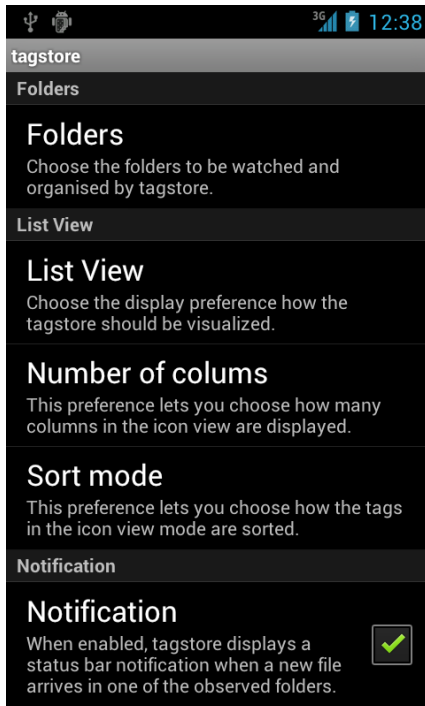 3G 12:38
tagstore
Folders
Folders
Choose the folders to be watched and
organised by tagstore.
List View
List View
Choose the display preference how the
tagstore should be visualized.
Number of colums
This preference lets you choose how many
columns in the icon view are displayed.
Sort mode
This preference lets you choose how the tags
in the icon view mode are sorted.
Notification
Notification
When enabled, tagstore displays a
status bar notification when a new file
arrives in one of the observed folders.